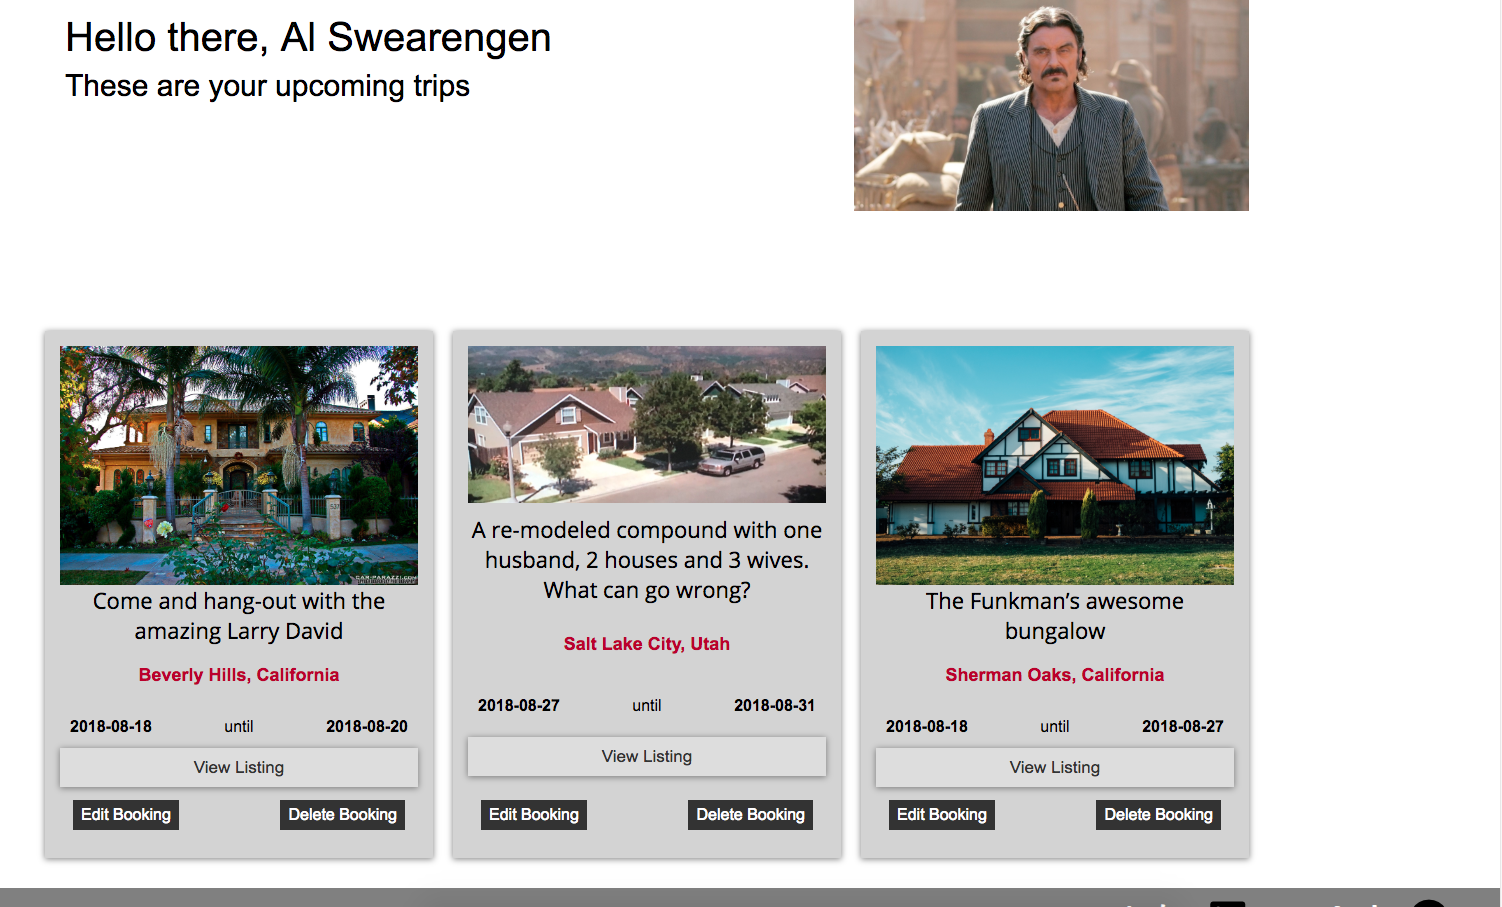 Hello there, Al Swearengen
These are your upcoming trips
Come and hang-out with the
amazing Larry David
Beverly Hills, California
2018-08-18 until 2018-08-20
View Listing
Edit Booking Delete Booking
A re-modeled compound with one
husband, 2 houses and 3 wives.
What can go wrong?
Salt Lake City, Utah
2018-08-27 until 2018-08-31
View Listing
Edit Booking Delete Booking
The Funkman’s awesome
bungalow
Sherman Oaks, California
2018-08-18 until 2018-08-27
View Listing
Edit Booking Delete Booking